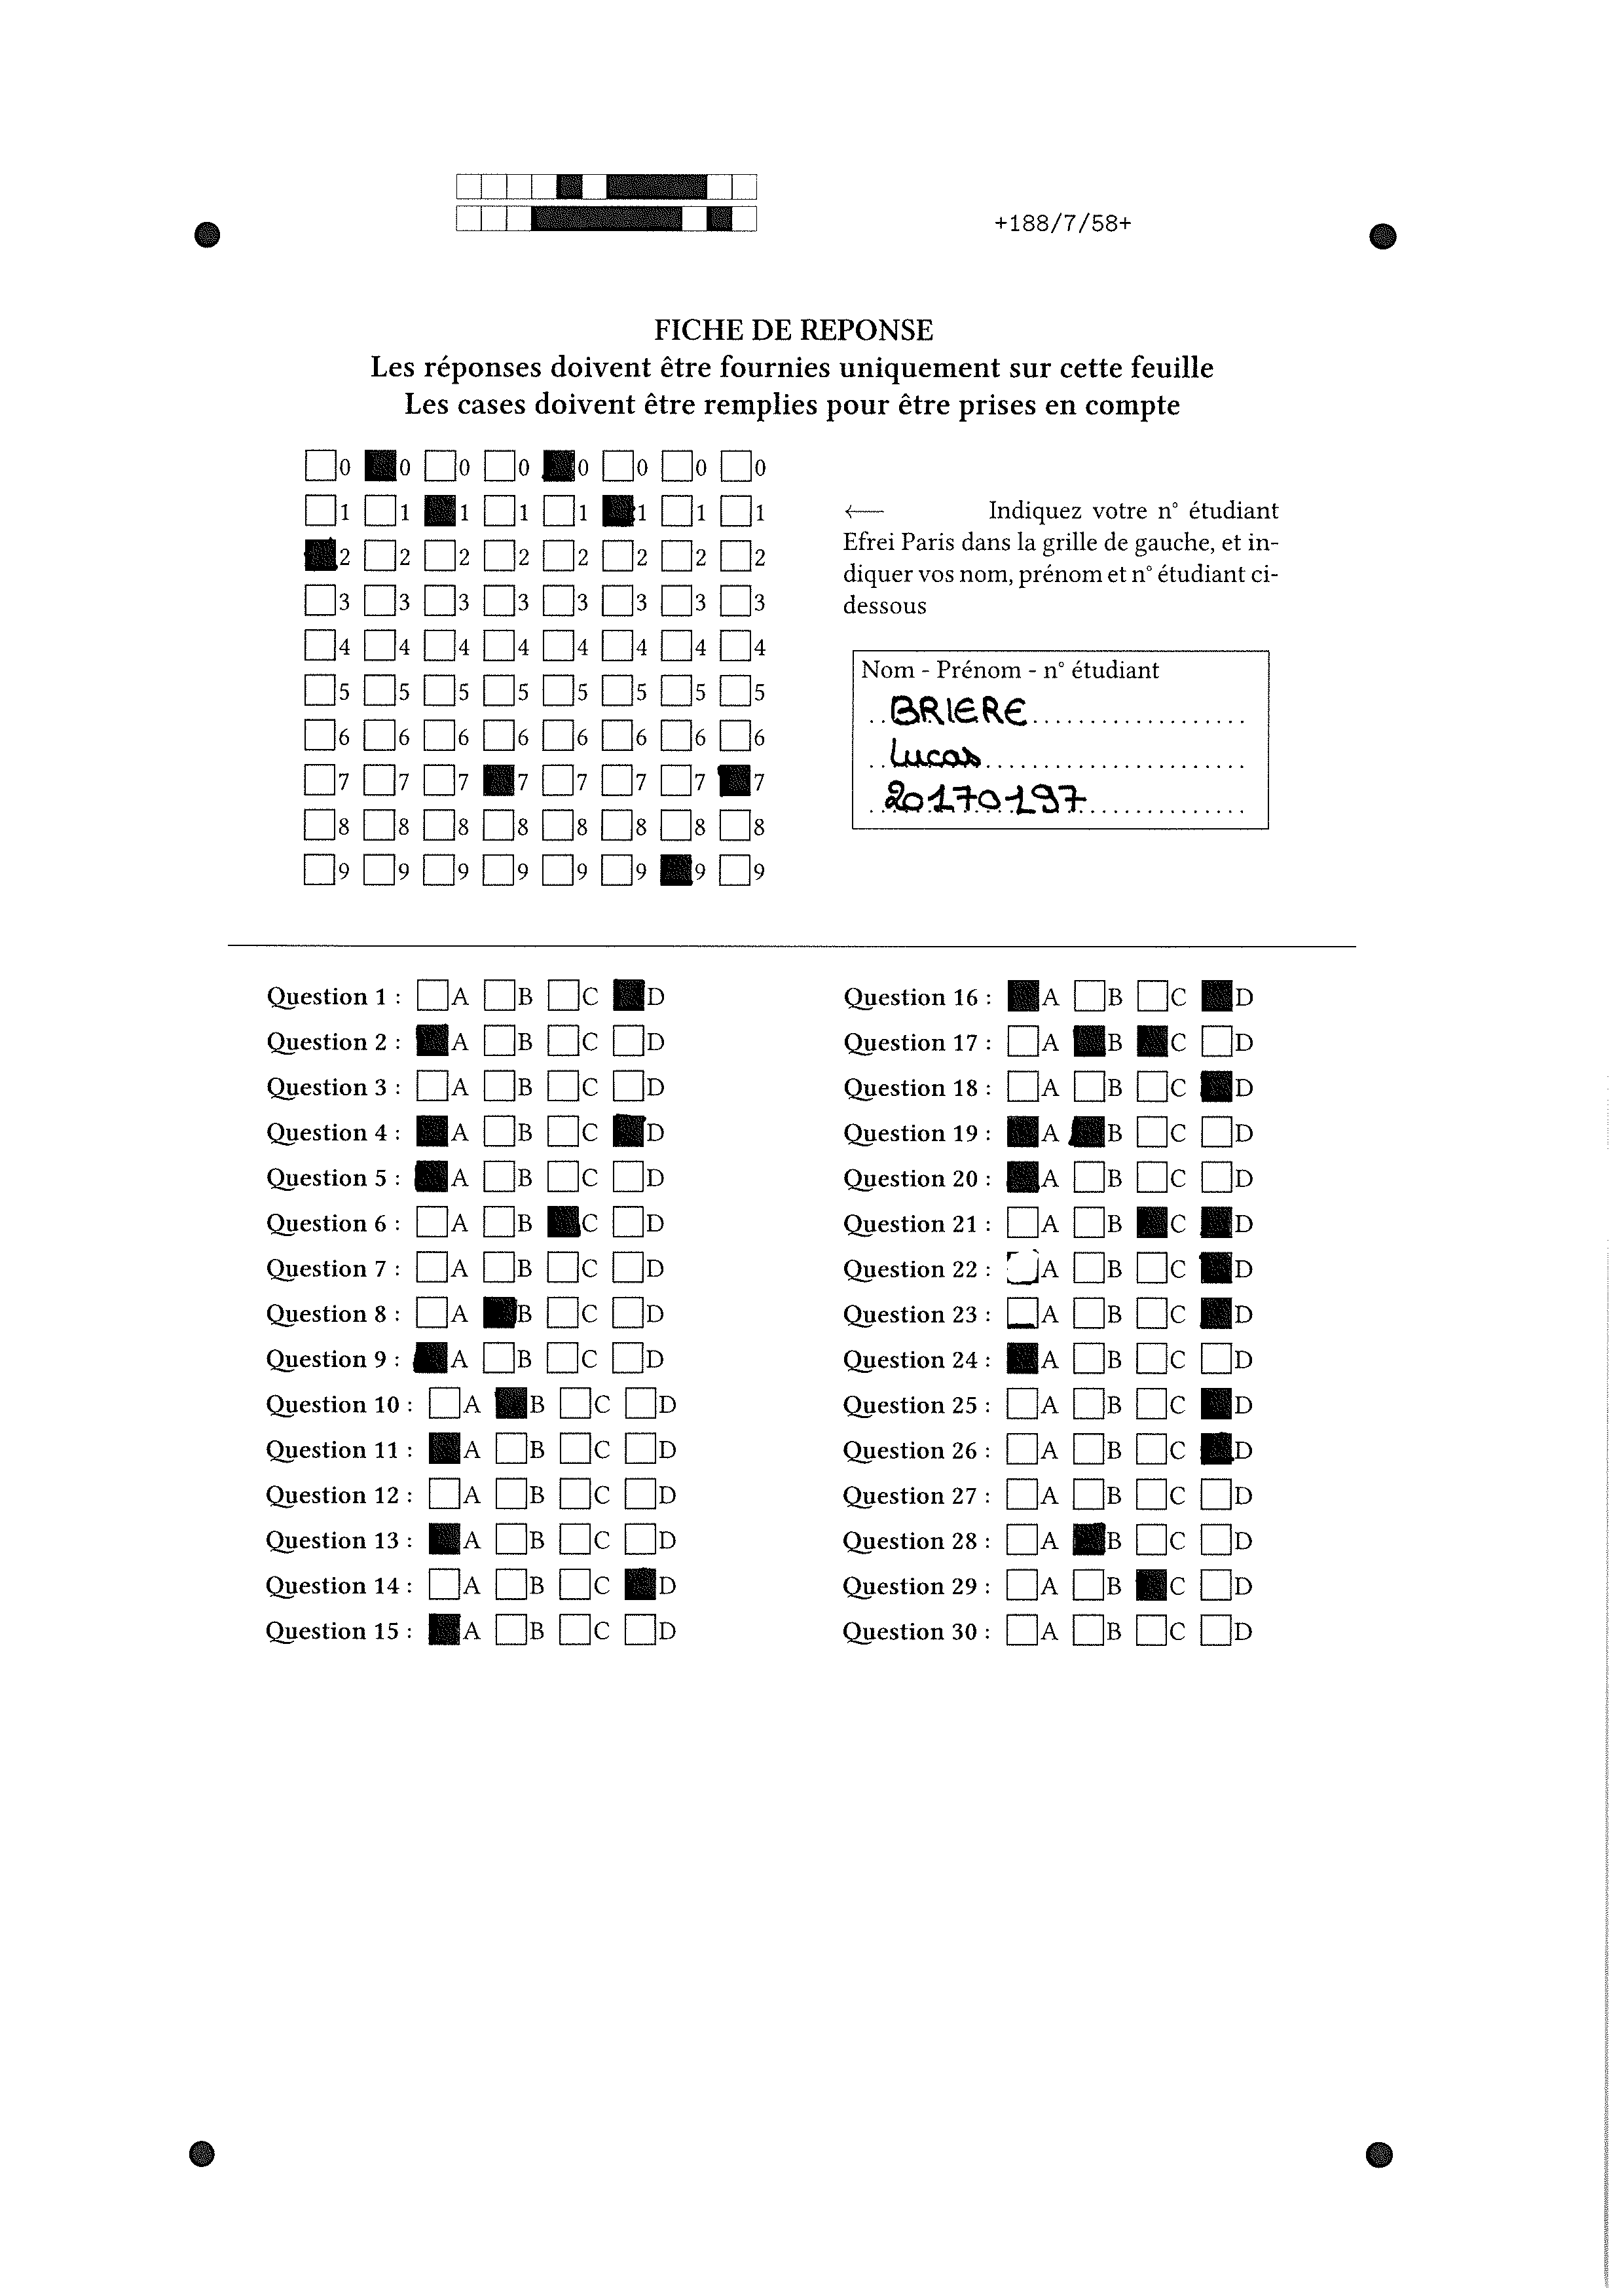 +188/7/58+
FICHE DE REPONSE
Les réponses doivent être fournies uniquement sur cette feuille
Les cases doivent être remplies pour être prises en compte
0 0 0 0 0 0 0 0
1 1 1 1 1 1 1 1
2 2 2 2 2 2 2 2
3 3 3 3 3 3 3 3
4 4 4 4 4 4 4 4
5 5 5 5 5 5 5 5
6 6 6 6 6 6 6 6
7 7 7 7 7 7 7 7
8 8 8 8 8 8 8 8
9 9 9 9 9 9 9 9
← Indiquez votre n° étudiant
Efrei Paris dans la grille de gauche, et in-
diquer vos nom, prénom et n° étudiant ci-
dessous
Nom - Prénom - n° étudiant
BRIERE
Lucas
20170197
Question 1 : A B C D
Question 2 : A B C D
Question 3 : A B C D
Question 4 : A B C D
Question 5 : A B C D
Question 6 : A B C D
Question 7 : A B C D
Question 8 : A B C D
Question 9 : A B C D
Question 10 : A B C D
Question 11 : A B C D
Question 12 : A B C D
Question 13 : A B C D
Question 14 : A B C D
Question 15 : A B C D
Question 16 : A B C D
Question 17 : A B C D
Question 18 : A B C D
Question 19 : A B C D
Question 20 : A B C D
Question 21 : A B C D
Question 22 : A B C D
Question 23 : A B C D
Question 24 : A B C D
Question 25 : A B C D
Question 26 : A B C D
Question 27 : A B C D
Question 28 : A B C D
Question 29 : A B C D
Question 30 : A B C D